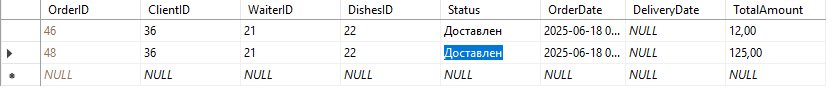 OrderID ClientID WaiterID DishesID Status OrderDate DeliveryDate TotalAmount
46 36 21 22 Доставлен 2025-06-18 0... NULL 12,00
48 36 21 22 Доставлен 2025-06-18 0... NULL 125,00
NULL NULL NULL NULL NULL NULL NULL NULL